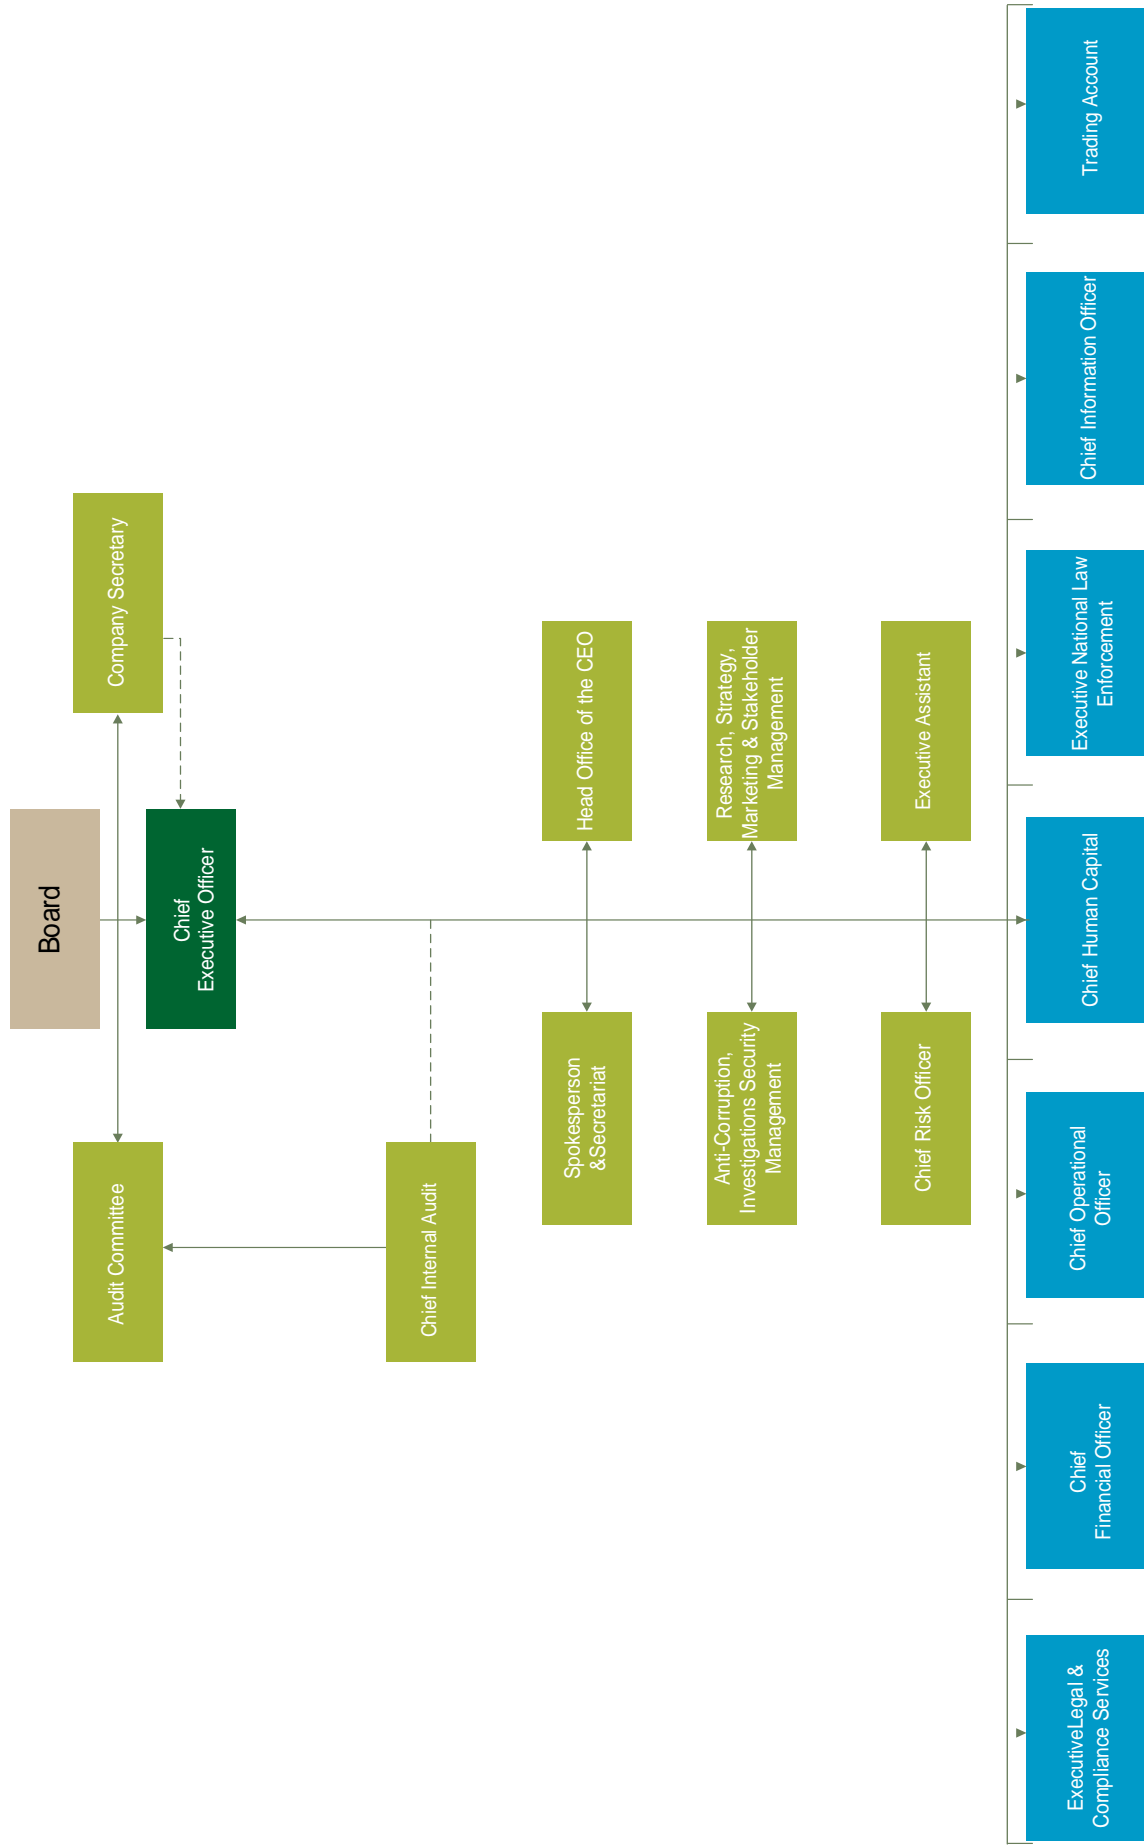 Board
Audit Committee
Company Secretary
Chief
Executive Officer
Chief Internal Audit
Spokesperson
&Secretariat
Head Office of the CEO
Anti-Corruption,
Investigations Security
Management
Research, Strategy,
Marketing & Stakeholder
Management
Chief Risk Officer
Executive Assistant
ExecutiveLegal &
Compliance Services
Chief
Financial Officer
Chief Operational
Officer
Chief Human Capital
Executive National Law
Enforcement
Chief Information Officer
Trading Account